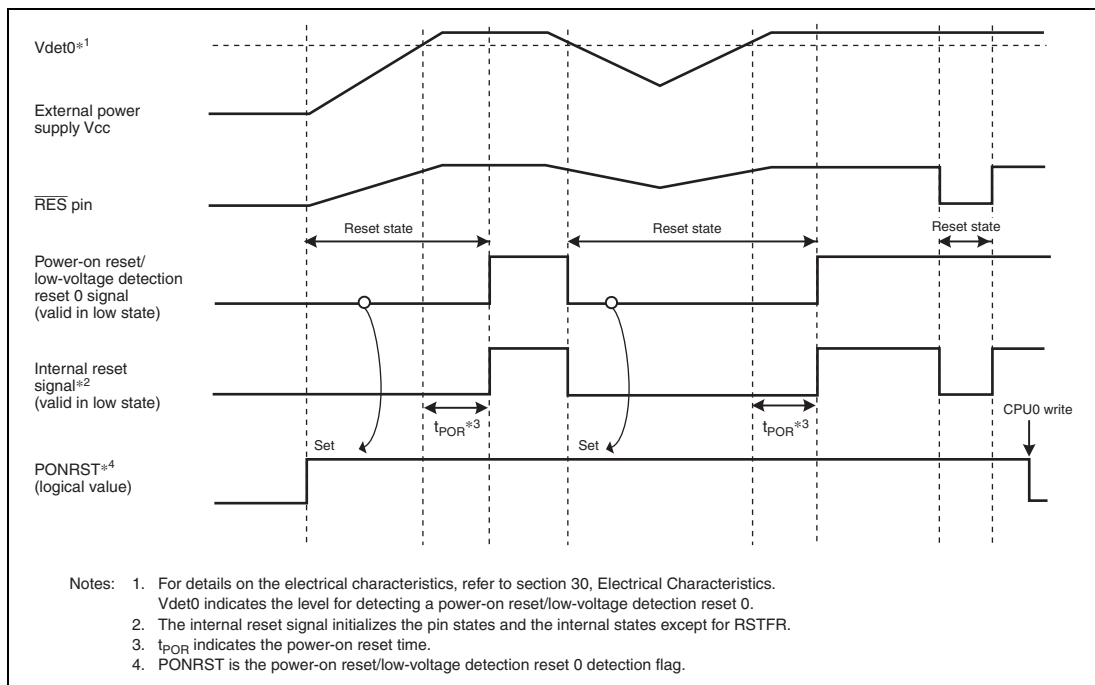 Vdet0*1
External power
supply Vcc
RES pin
Reset state
Reset state
Reset state
Power-on reset/
low-voltage detection
reset 0 signal
(valid in low state)
Internal reset
signal*2
(valid in low state)
tPOR*3
tPOR*3
CPU0 write
Set
Set
PONRST*4
(logical value)
Notes: 1. For details on the electrical characteristics, refer to section 30, Electrical Characteristics.
Vdet0 indicates the level for detecting a power-on reset/low-voltage detection reset 0.
2. The internal reset signal initializes the pin states and the internal states except for RSTFR.
3. tPOR indicates the power-on reset time.
4. PONRST is the power-on reset/low-voltage detection reset 0 detection flag.